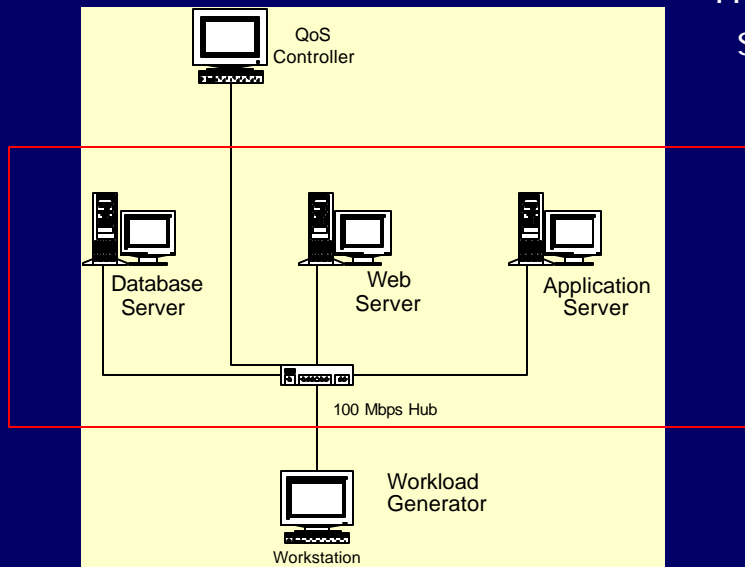 QoS
Controller
Database
Server
Web
Server
Application
Server
100 Mbps Hub
Workload
Generator
Workstation